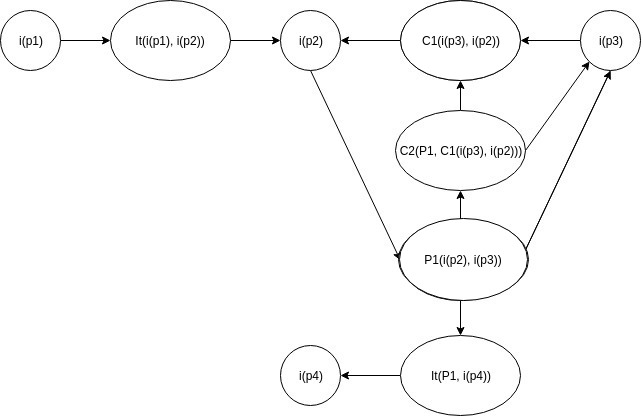 i(p1)
It(i(p1), i(p2))
i(p2)
C1(i(p3), i(p2))
i(p3)
C2(P1, C1(i(p3), i(p2)))
P1(i(p2), i(p3))
i(p4)
It(P1, i(p4))